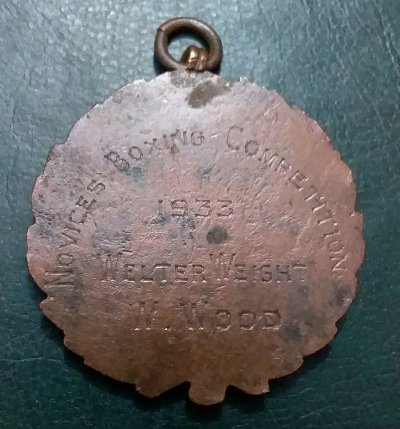 NOVICES BOXING COMPETITION
1933
WELTER WEIGHT
W. WOOD